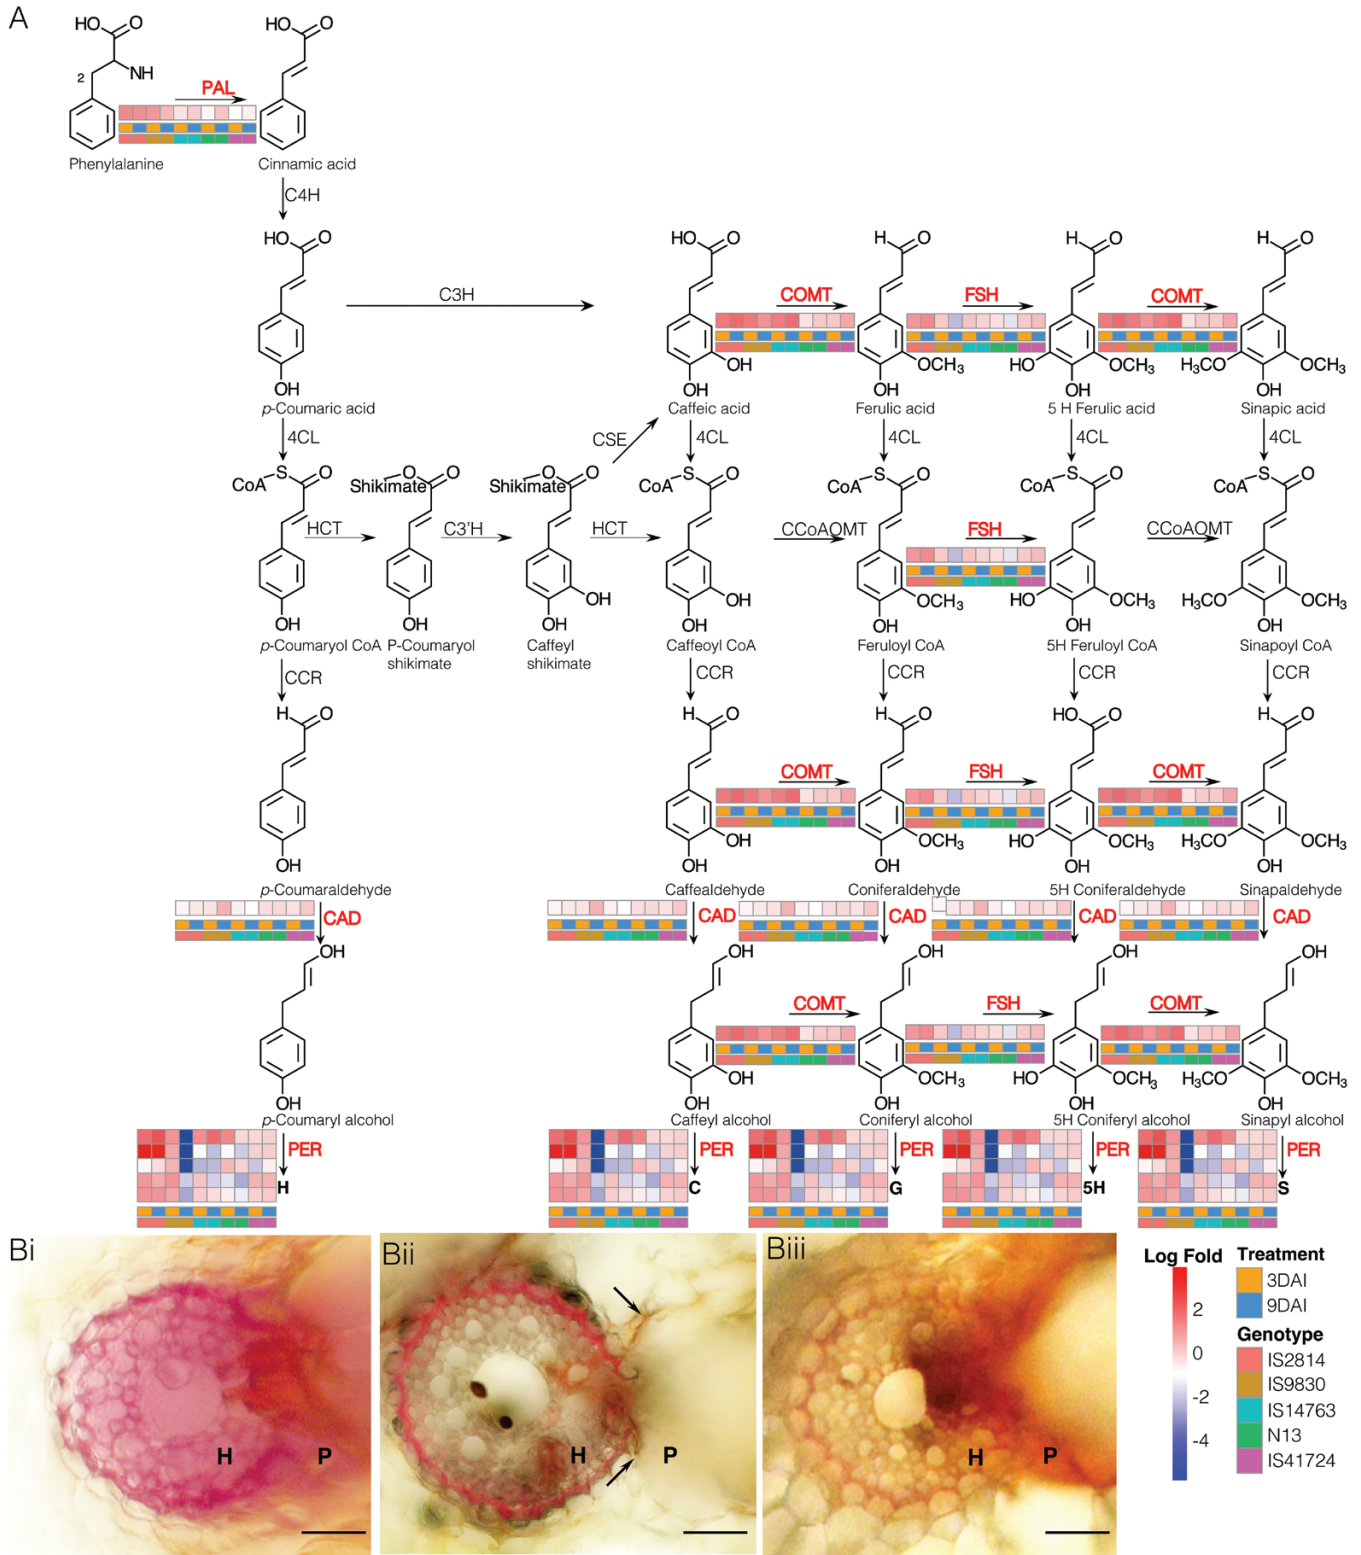 A
HO O HO O
2 NH
PAL
Phenylalanine Cinnamic acid
C4H
HO O HO O H O H O H O
C3H COMT FSH COMT
OH OCH3 HO OCH3 H3CO OCH3
OH OH OH OH OH
p-Coumaric acid Caffeic acid Ferulic acid 5 H Ferulic acid Sinapic acid
4CL CSE 4CL 4CL 4CL 4CL
CoA S O Shikimate O O Shikimate O O CoA S O CoA S O CoA S O CoA S O
HCT C3'H HCT CCoAOMT FSH CCoAOMT
OH OH OCH3 HO OCH3 H3CO OCH3
OH OH OH OH OH OH OH
p-Coumaryol CoA P-Coumaryol shikimate Caffeyl shikimate Caffeoyl CoA Feruloyl CoA 5H Feruloyl CoA Sinapoyl CoA
CCR CCR CCR CCR CCR
H O H O H O HO O H O
COMT FSH COMT
OH OCH3 HO OCH3 H3CO OCH3
OH OH OH OH OH
p-Coumaraldehyde Caffealdehyde Coniferaldehyde 5H Coniferaldehyde Sinapaldehyde
CAD CAD CAD CAD CAD
OH OH OH OH OH
COMT FSH COMT
OH OCH3 HO OCH3 H3CO OCH3
OH OH OH OH OH
p-Coumaryl alcohol Caffeyl alcohol Coniferyl alcohol 5H Coniferyl alcohol Sinapyl alcohol
PER PER PER PER PER
H C G 5H S
Bi Bii Biii
H P H P H P
Log Fold
2
0
-2
-4
Treatment
3DAI
9DAI
Genotype
IS2814
IS9830
IS14763
N13
IS41724